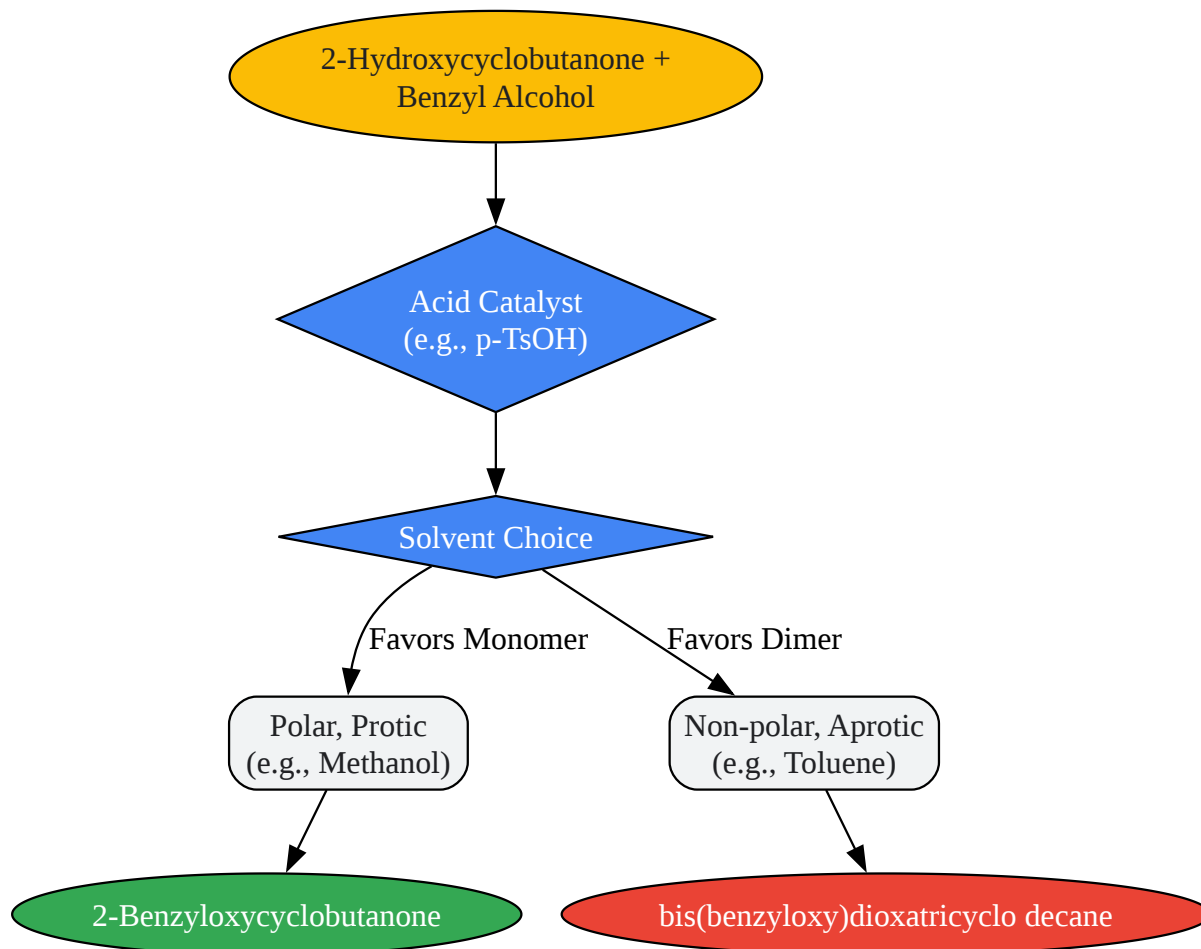 2-Hydroxycyclobutanone +
Benzyl Alcohol
Acid Catalyst
(e.g., p-TsOH)
Solvent Choice
Favors Monomer
Favors Dimer
Polar, Protic
(e.g., Methanol)
Non-polar, Aprotic
(e.g., Toluene)
2-Benzyloxycyclobutanone
bis(benzyloxy)dioxatricyclo decane